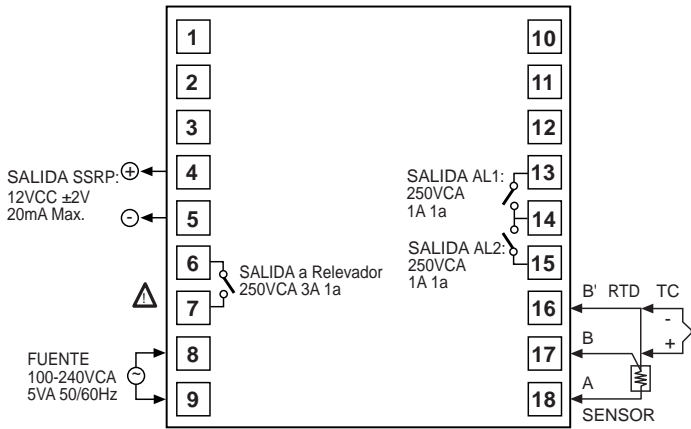 1
2
3
4
5
6
7
8
9
10
11
12
13
14
15
16
17
18
SALIDA SSRP:
12VCC ±2V
20mA Max.
+
-
SALIDA a Relevador
250VCA 3A 1a
!
FUENTE
100-240VCA
5VA 50/60Hz
~
SALIDA AL1:
250VCA
1A 1a
SALIDA AL2:
250VCA
1A 1a
B' RTD TC
-
+
B
A
SENSOR